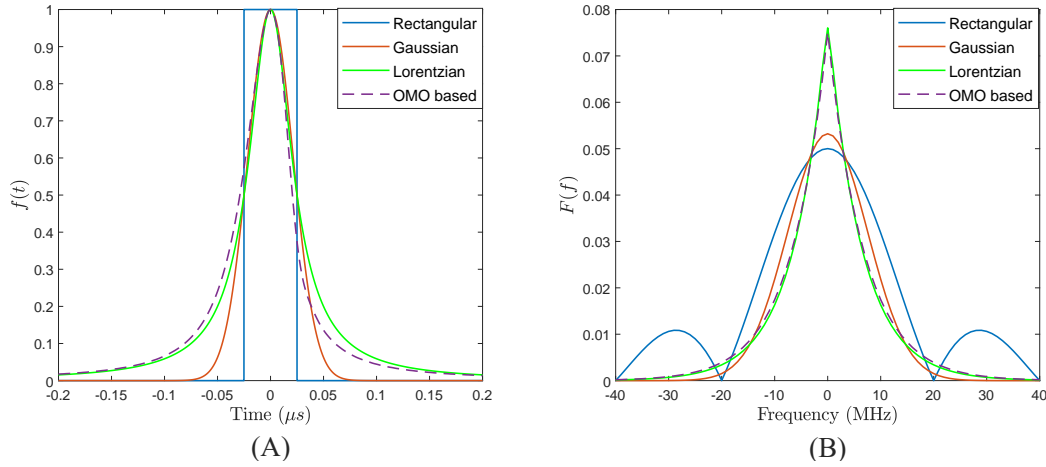 1
0.9
0.8
0.7
0.6
0.5
0.4
0.3
0.2
0.1
0
f(t)
-0.2 -0.15 -0.1 -0.05 0 0.05 0.1 0.15 0.2
Time (μs)
Rectangular
Gaussian
Lorentzian
OMO based
(A)
0.08
0.07
0.06
0.05
0.04
0.03
0.02
0.01
0
F(f)
-40 -30 -20 -10 0 10 20 30 40
Frequency (MHz)
Rectangular
Gaussian
Lorentzian
OMO based
(B)